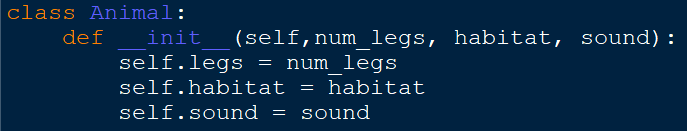 class Animal:
    def __init__(self,num_legs, habitat, sound):
        self.legs = num_legs
        self.habitat = habitat
        self.sound = sound